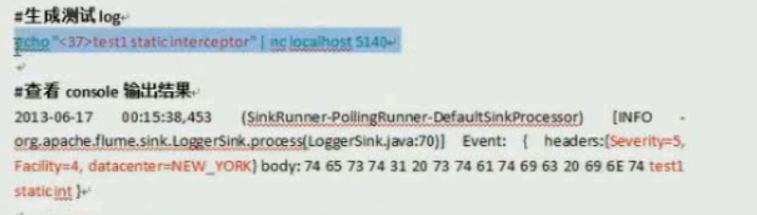 #生成测试 log
echo "<37>test1 static interceptor" | nc localhost 5140
#查看 console 输出结果
2013-06-17 00:15:38,453 (SinkRunner-PollingRunner-DefaultSinkProcessor) [INFO -
org.apache.flume.sink.LoggerSink.process(LoggerSink.java:70)] Event: { headers:{Severity=5,
Facility=4, datacenter=NEW_YORK} body: 74 65 73 74 31 20 73 74 61 74 69 63 20 69 6E 74 test1
static int }